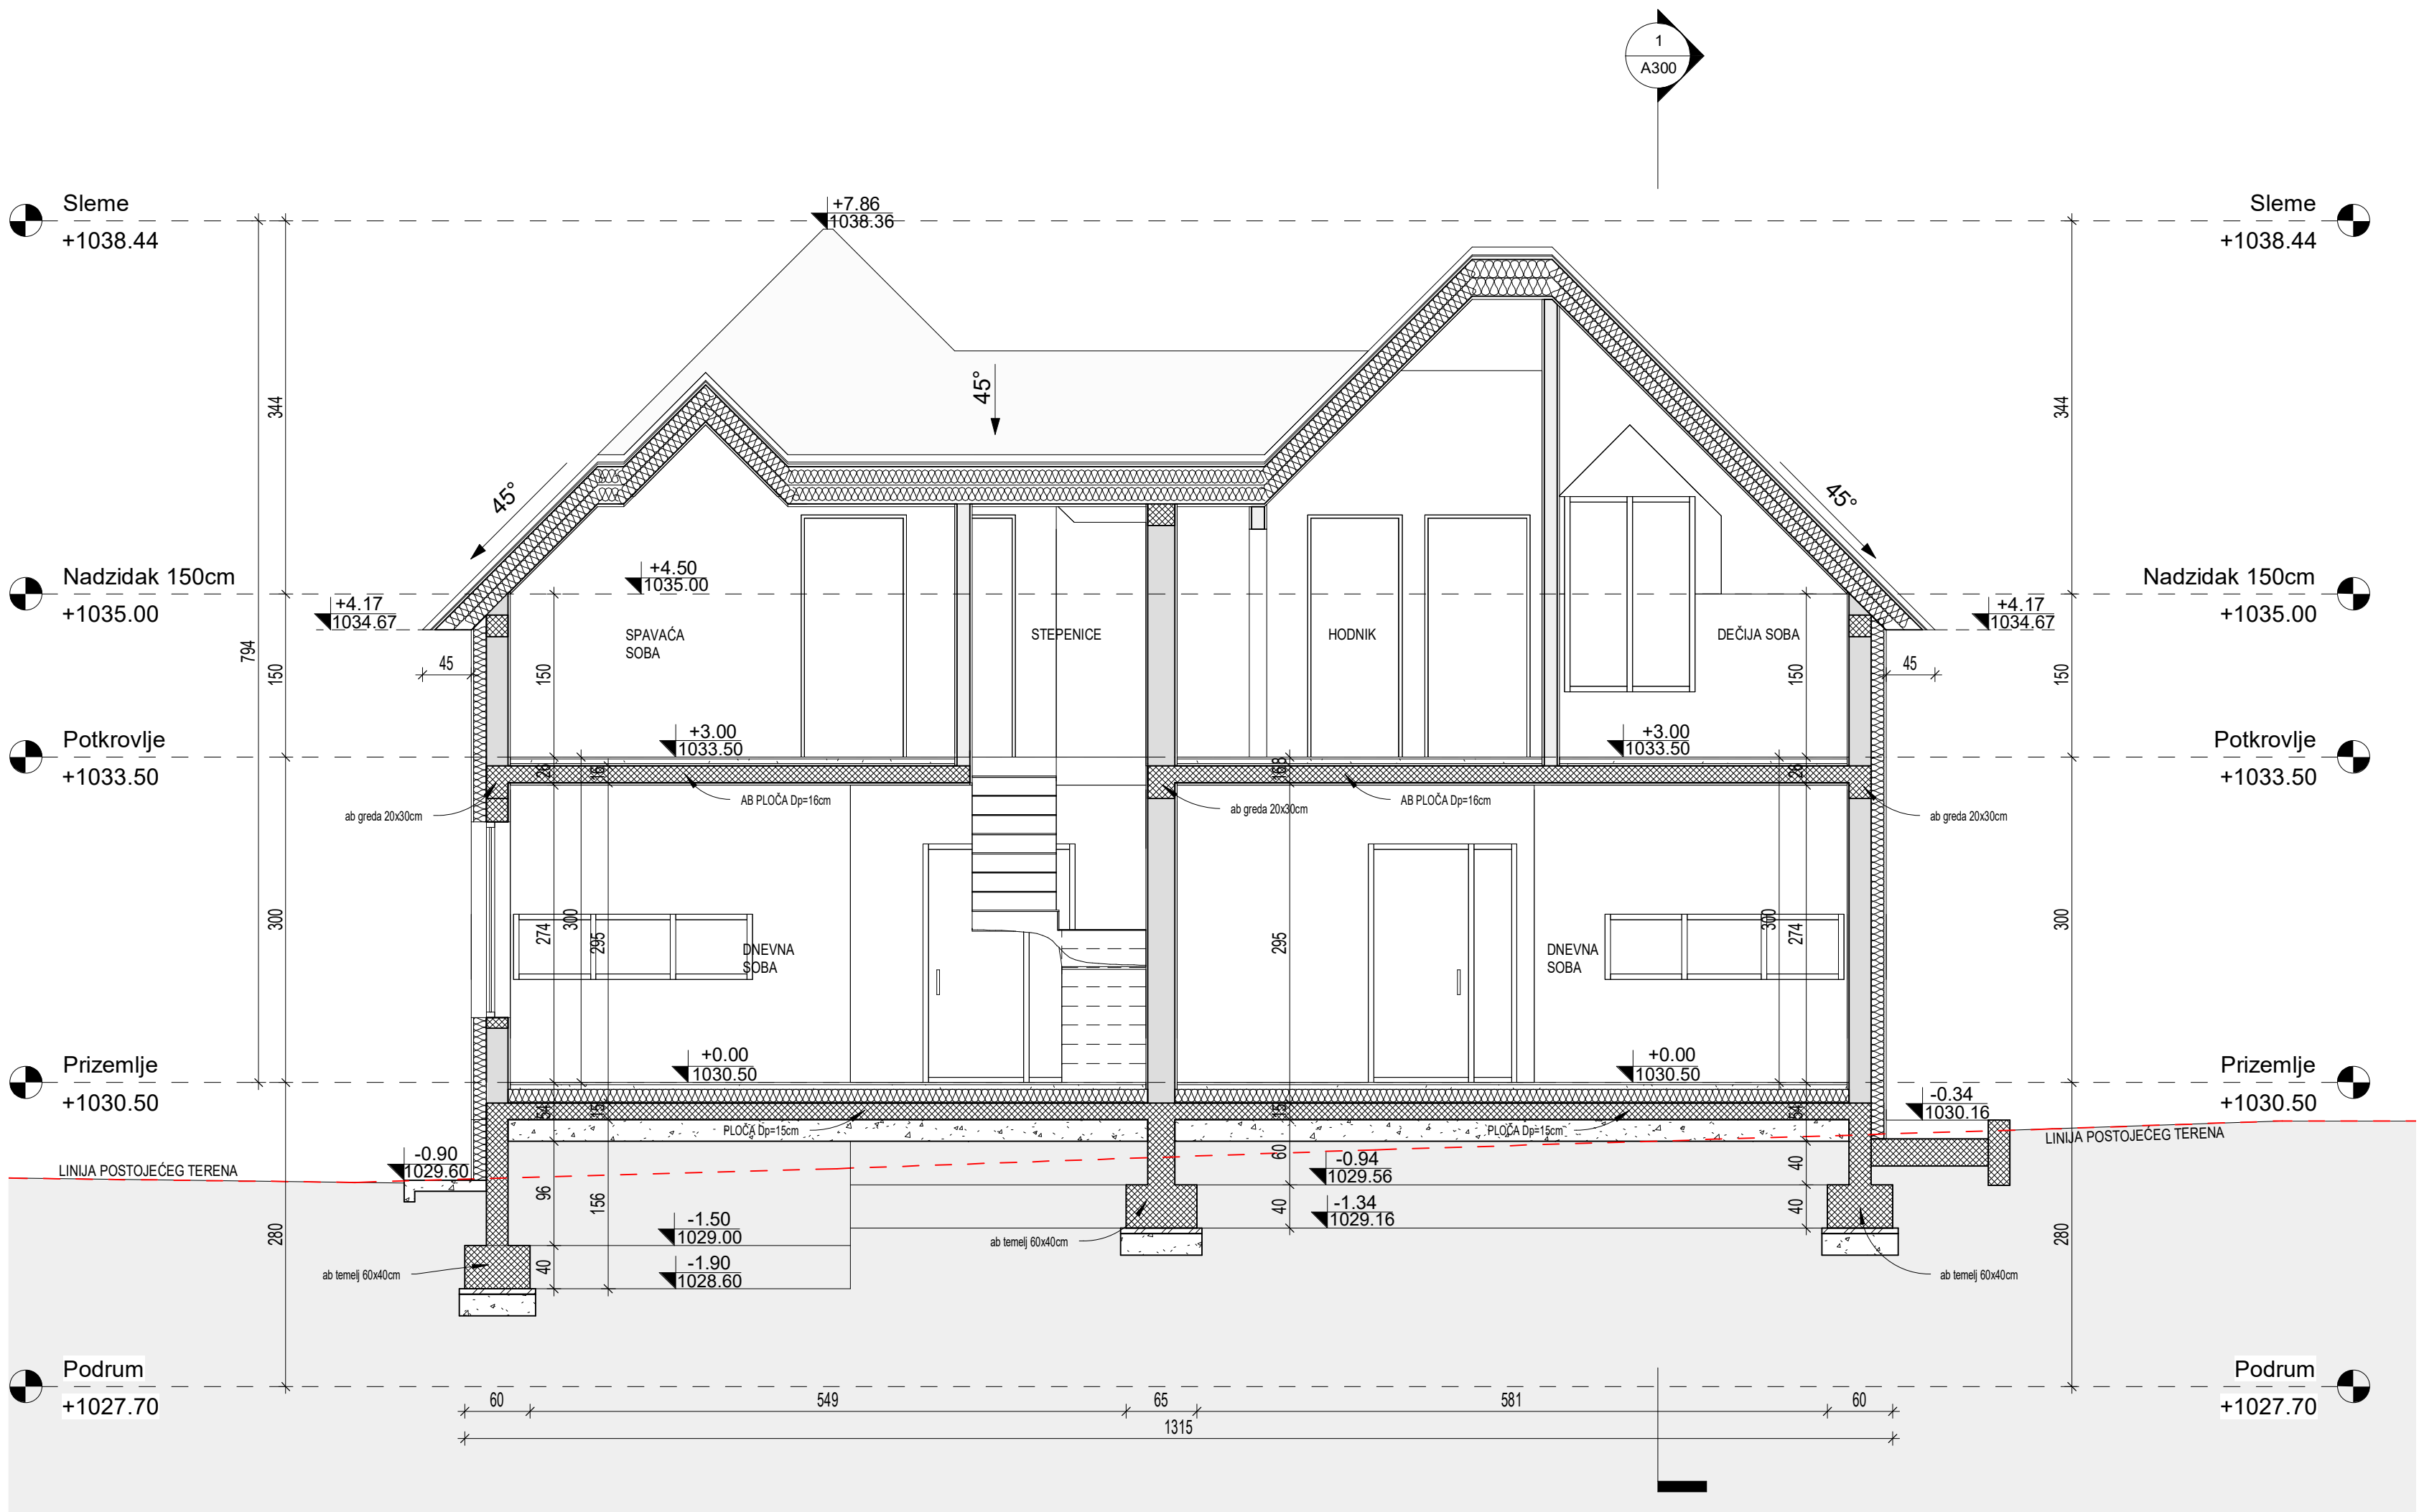 1
A300
Sleme
+1038.44
+7.86
1038.36
Sleme
+1038.44
344
45°
344
45°
45°
Nadzidak 150cm
+1035.00
+4.17
1034.67
+4.50
1035.00
Nadzidak 150cm
+1035.00
+4.17
1034.67
SPAVAĆA
SOBA
STEPENICE
HODNIK
DEČIJA SOBA
794
150
45
150
150
45
150
Potkrovlje
+1033.50
+3.00
1033.50
+3.00
1033.50
Potkrovlje
+1033.50
26
16
168
26
AB PLOČA Dp=16cm
AB PLOČA Dp=16cm
ab greda 20x30cm
ab greda 20x30cm
ab greda 20x30cm
300
274
300
295
DNEVNA
SOBA
295
DNEVNA
SOBA
300
274
300
Prizemlje
+1030.50
+0.00
1030.50
+0.00
1030.50
Prizemlje
+1030.50
-0.34
1030.16
54
15
15
54
PLOČA Dp=15cm
PLOČA Dp=15cm
LINIJA POSTOJEĆEG TERENA
-0.90
1029.60
LINIJA POSTOJEĆEG TERENA
96
156
60
-0.94
1029.56
40
280
-1.50
1029.00
40
-1.34
1029.16
40
280
ab temelj 60x40cm
ab temelj 60x40cm
40
-1.90
1028.60
ab temelj 60x40cm
Podrum
+1027.70
Podrum
+1027.70
60
549
65
581
60
1315